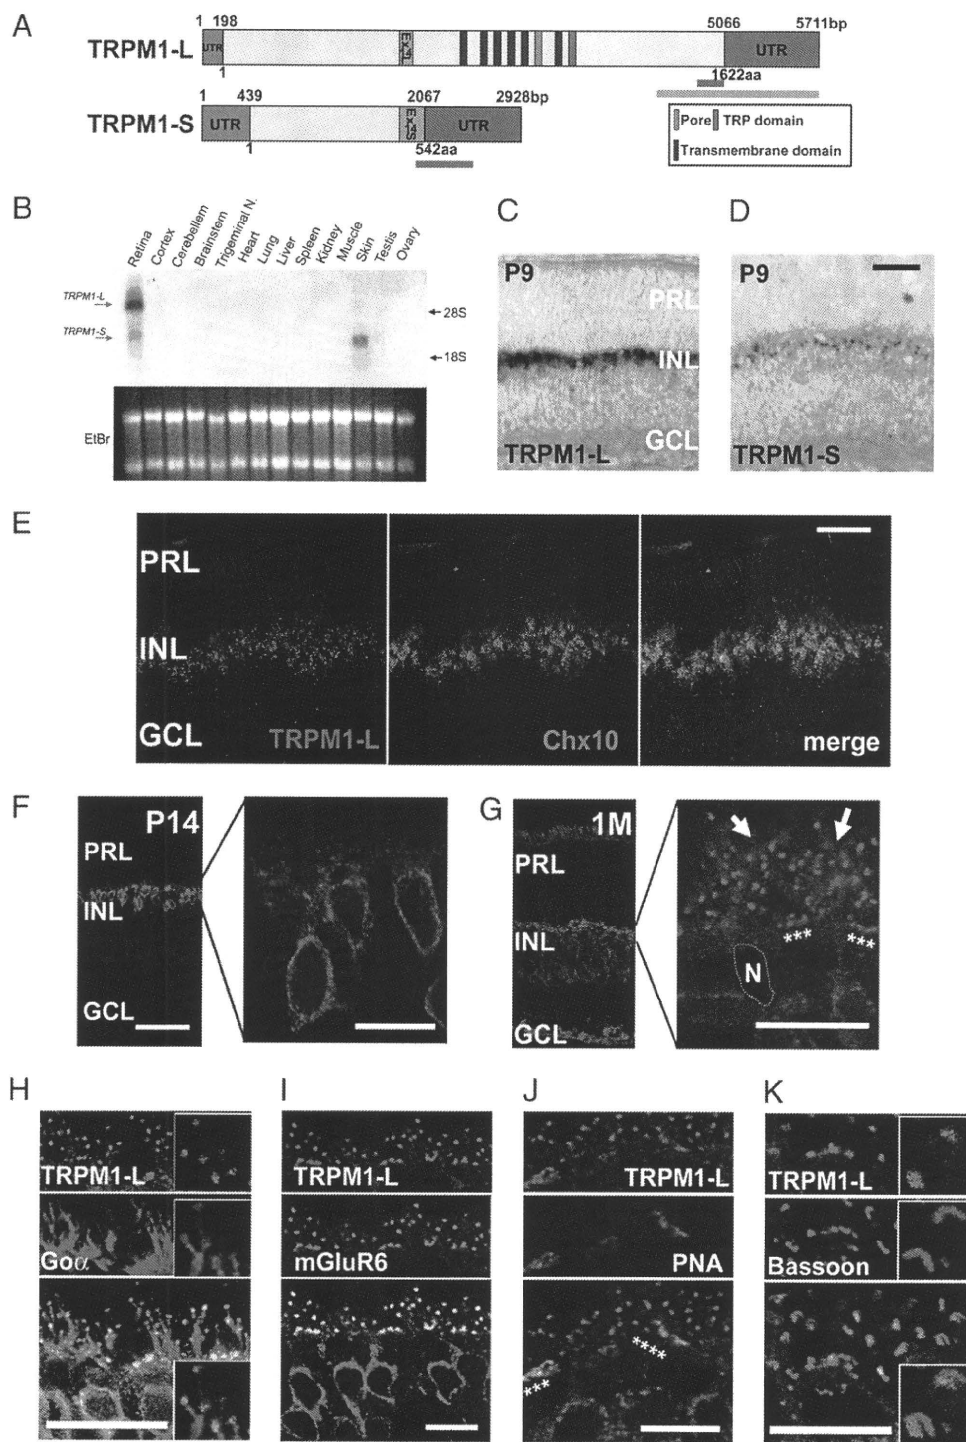 A
1 198 5066 5711bp
TRPM1-L UTR Ex14 UTR
1 1622aa
1 439 2067 2928bp
TRPM1-S UTR Ex14 UTR
1 542aa
Pore TRP domain
Transmembrane domain
B
Retina
Cortex
Cerebellem
Brainstem
Trigeminal N.
Heart
Lung
Liver
Spleen
Kidney
Muscle
Skin
Testis
Ovary
TRPM1-L
28S
TRPM1-S
18S
EtBr
C
P9
PRL
INL
GCL
TRPM1-L
D
P9
TRPM1-S
E
PRL
INL
GCL
TRPM1-L
Chx10
merge
F
P14
PRL
INL
GCL
G
1M
PRL
INL
GCL
***
***
N
H
TRPM1-L
Goα
I
TRPM1-L
mGluR6
J
TRPM1-L
PNA
****
***
K
TRPM1-L
Bassoon